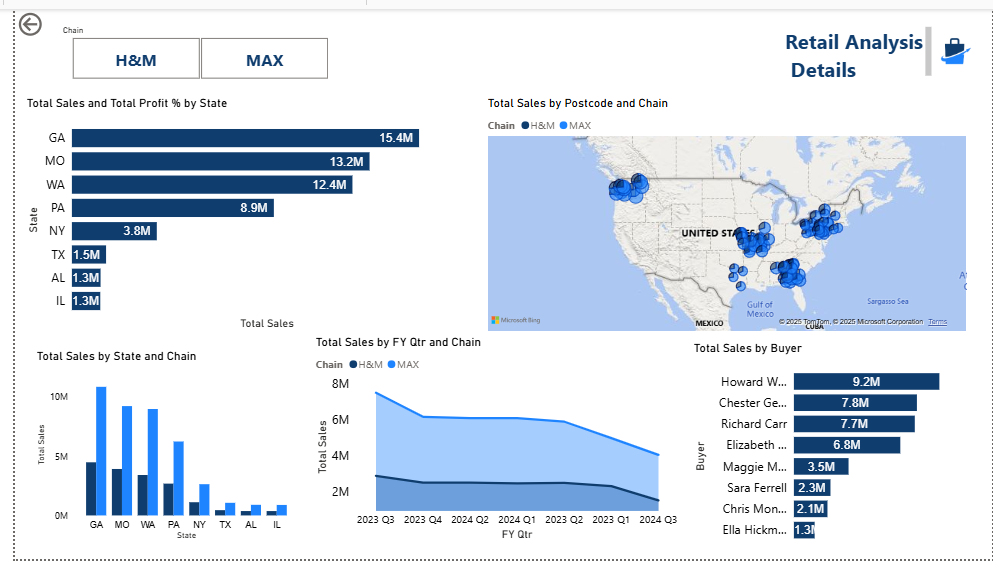 Chain
H&M
MAX
Retail Analysis
Details
Total Sales and Total Profit % by State
State
GA
15.4M
MO
13.2M
WA
12.4M
PA
8.9M
NY
3.8M
TX
1.5M
AL
1.3M
IL
1.3M
Total Sales
Total Sales by Postcode and Chain
Chain H&M MAX
UNITED STATES
Gulf of
Mexico
Sargasso Sea
MEXICO
CUBA
Microsoft Bing
© 2025 TomTom, © 2025 Microsoft Corporation Terms
Total Sales by State and Chain
Total Sales
10M
5M
0M
GA MO WA PA NY TX AL IL
State
Total Sales by FY Qtr and Chain
Chain H&M MAX
Total Sales
8M
6M
4M
2M
2023 Q3 2023 Q4 2024 Q2 2024 Q1 2023 Q2 2023 Q1 2024 Q3
FY Qtr
Total Sales by Buyer
Buyer
Howard W...
9.2M
Chester Ge...
7.8M
Richard Carr
7.7M
Elizabeth ...
6.8M
Maggie M...
3.5M
Sara Ferrell
2.3M
Chris Mon...
2.1M
Ella Hickm...
1.3M